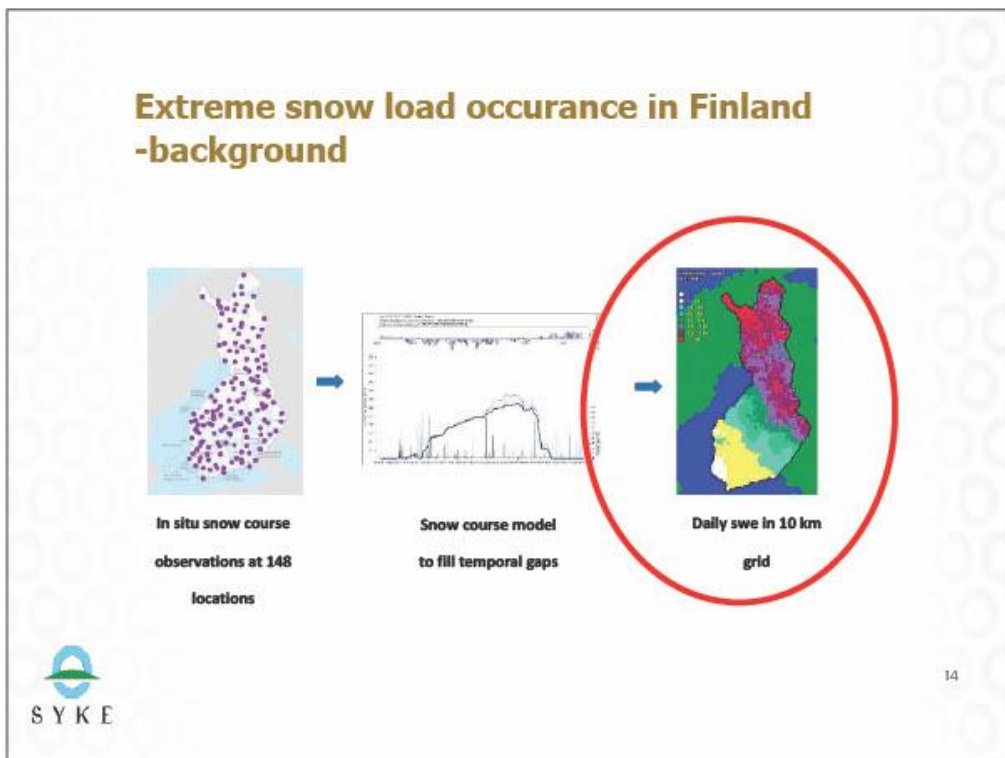 Extreme snow load occurance in Finland
-background
In situ snow course
observations at 148
locations
Snow course model
to fill temporal gaps
Daily swe in 10 km
grid
SYKE
14